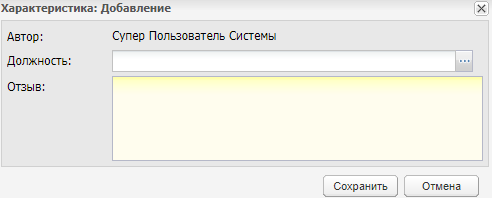 Характеристика: Добавление
Автор: Супер Пользователь Системы
Должность: ...
Отзыв:
Сохранить Отмена